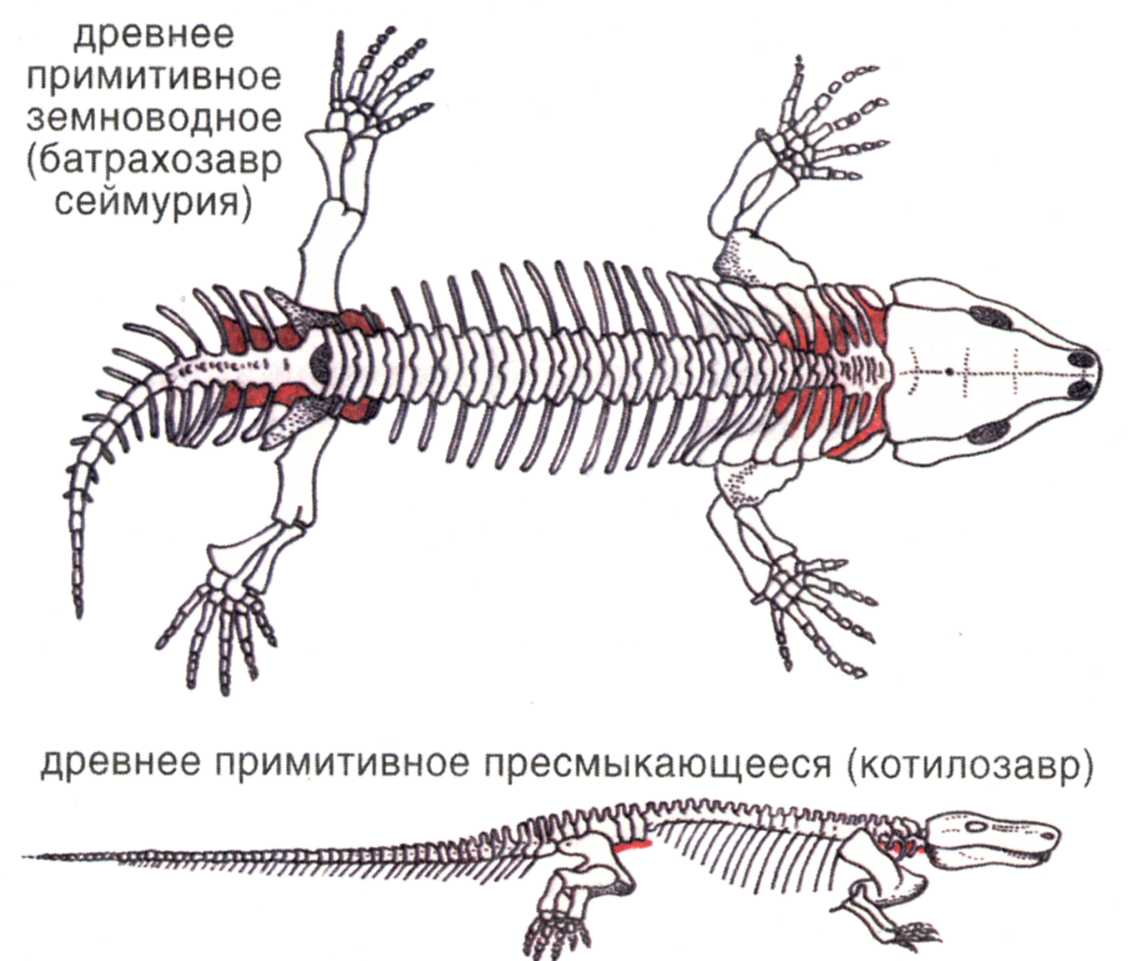 древнее
примитивное
земноводное
(батрахозавр
сеймурия)
древнее примитивное пресмыкающееся (котилозавр)